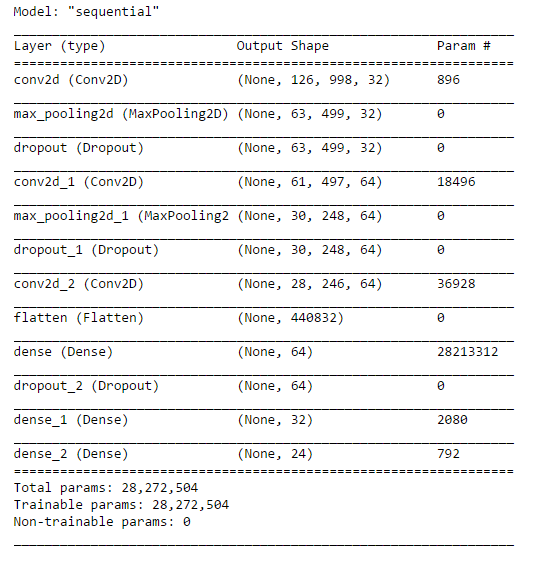 Model: "sequential"
Layer (type) Output Shape Param #
conv2d (Conv2D) (None, 126, 998, 32) 896
max_pooling2d (MaxPooling2D) (None, 63, 499, 32) 0
dropout (Dropout) (None, 63, 499, 32) 0
conv2d_1 (Conv2D) (None, 61, 497, 64) 18496
max_pooling2d_1 (MaxPooling2 (None, 30, 248, 64) 0
dropout_1 (Dropout) (None, 30, 248, 64) 0
conv2d_2 (Conv2D) (None, 28, 246, 64) 36928
flatten (Flatten) (None, 440832) 0
dense (Dense) (None, 64) 28213312
dropout_2 (Dropout) (None, 64) 0
dense_1 (Dense) (None, 32) 2080
dense_2 (Dense) (None, 24) 792
Total params: 28,272,504
Trainable params: 28,272,504
Non-trainable params: 0